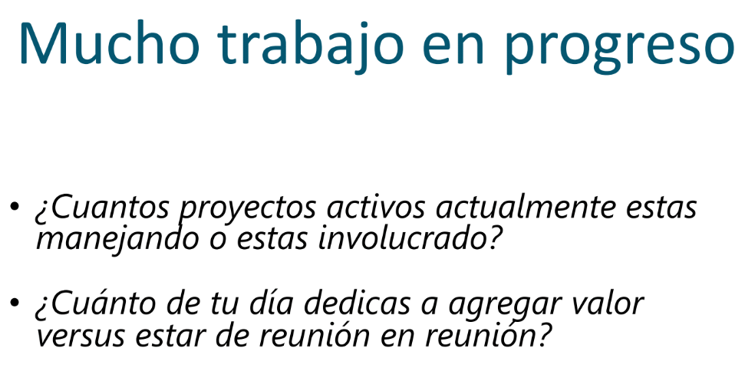 Mucho trabajo en progreso
• ¿Cuantos proyectos activos actualmente estas
manejando o estas involucrado?
• ¿Cuánto de tu día dedicas a agregar valor
versus estar de reunión en reunión?